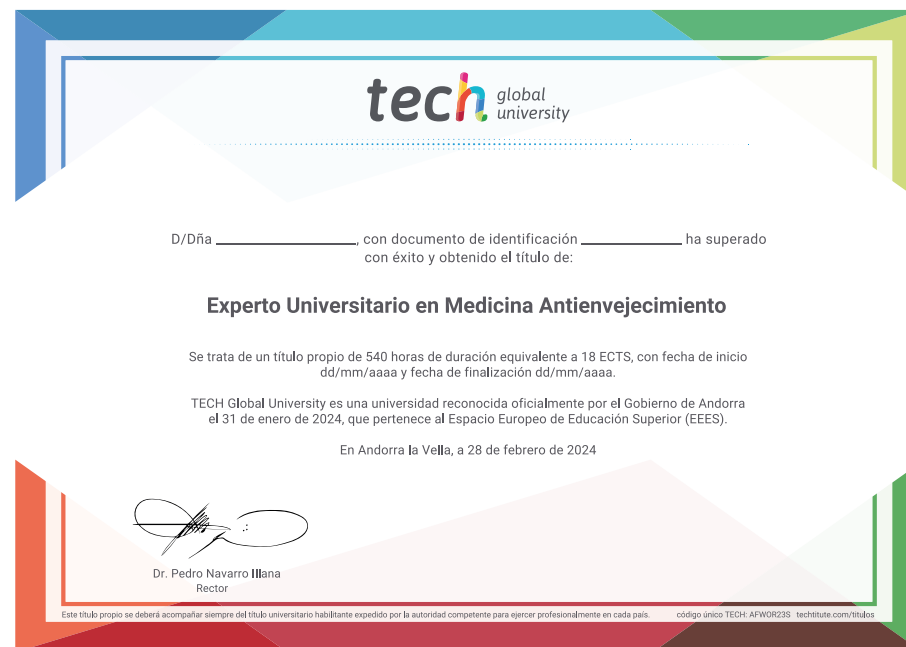 tech global university
D/Dña ________________, con documento de identificación ____________ ha superado
con éxito y obtenido el título de:
Experto Universitario en Medicina Antienvejecimiento
Se trata de un título propio de 540 horas de duración equivalente a 18 ECTS, con fecha de inicio
dd/mm/aaaa y fecha de finalización dd/mm/aaaa.
TECH Global University es una universidad reconocida oficialmente por el Gobierno de Andorra
el 31 de enero de 2024, que pertenece al Espacio Europeo de Educación Superior (EEES).
En Andorra la Vella, a 28 de febrero de 2024
Dr. Pedro Navarro Illana
Rector
Este título propio se deberá acompañar siempre del título universitario habilitante expedido por la autoridad competente para ejercer profesionalmente en cada país. código único TECH: AFWOR23S techtitute.com/titulos